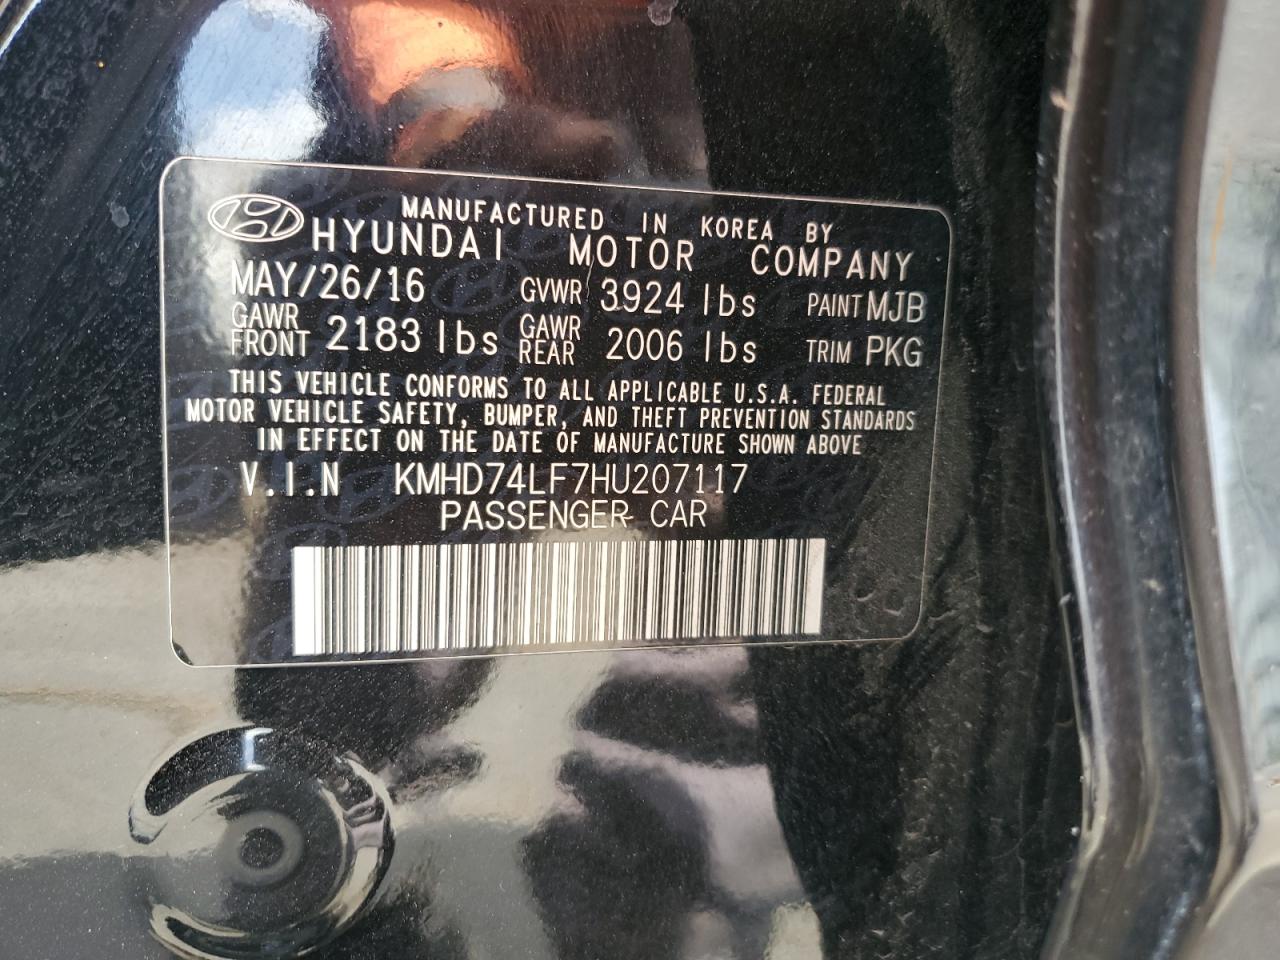 MANUFACTURED IN KOREA BY
HYUNDAI MOTOR COMPANY
MAY/26/16 GVWR 3924 lbs PAINT MJB
GAWR FRONT 2183 lbs GAWR REAR 2006 lbs TRIM PKG
THIS VEHICLE CONFORMS TO ALL APPLICABLE U.S.A. FEDERAL
MOTOR VEHICLE SAFETY, BUMPER, AND THEFT PREVENTION STANDARDS
IN EFFECT ON THE DATE OF MANUFACTURE SHOWN ABOVE
V.I.N KMHD74LF7HU207117
PASSENGER CAR